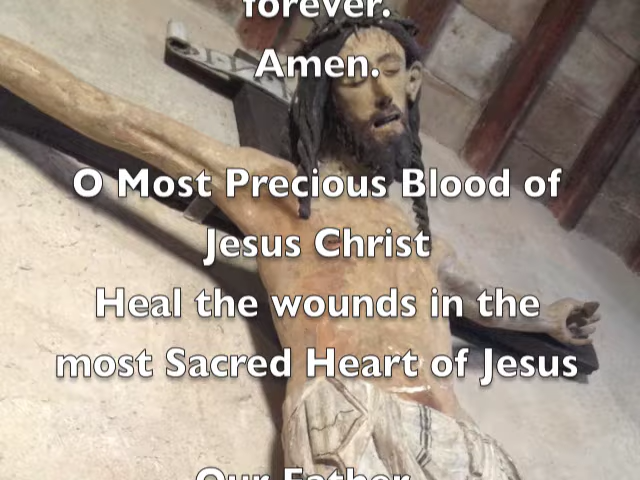 forever.
Amen.
O Most Precious Blood of
Jesus Christ
Heal the wounds in the
most Sacred Heart of Jesus
Our Father